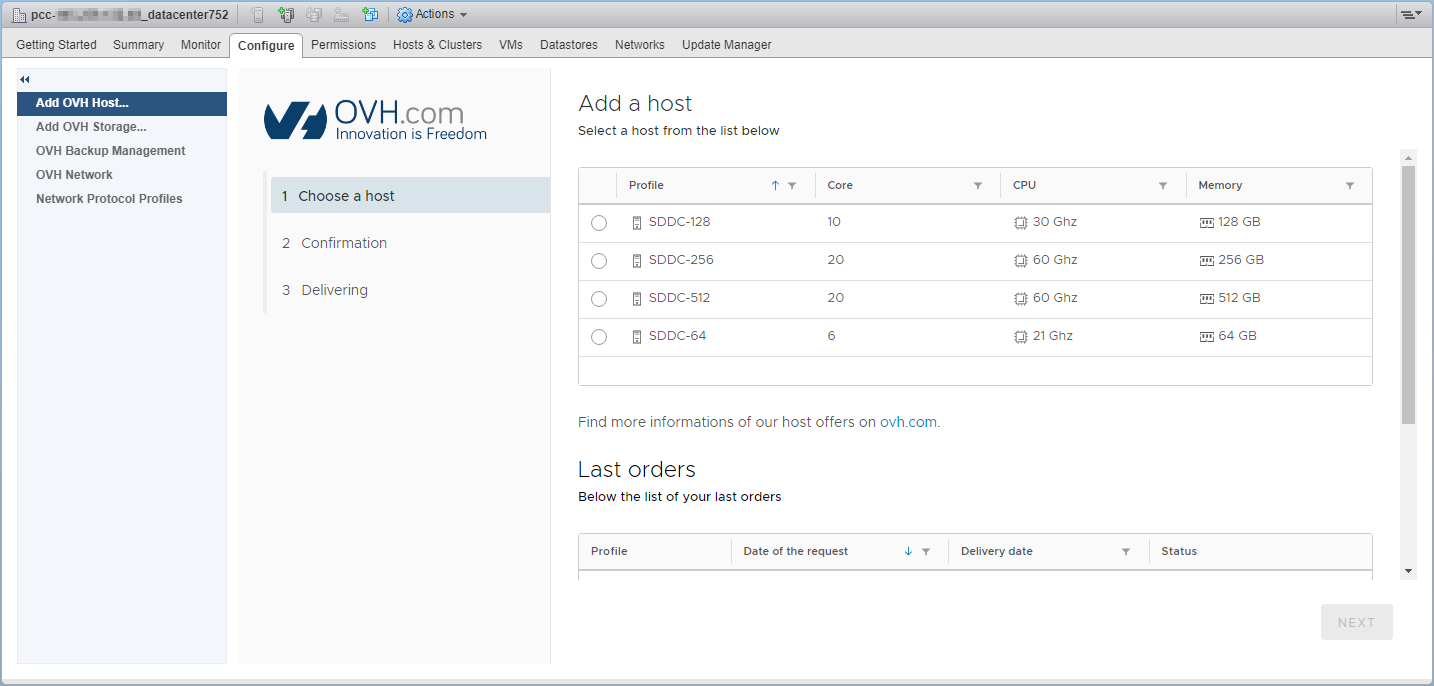 pcc- _datacenter752 Actions
Getting Started Summary Monitor Configure Permissions Hosts & Clusters VMs Datastores Networks Update Manager
Add OVH Host...
Add OVH Storage...
OVH Backup Management
OVH Network
Network Protocol Profiles
OVH.com
Innovation is Freedom
1 Choose a host
2 Confirmation
3 Delivering
Add a host
Select a host from the list below
Profile Core CPU Memory
SDDC-128 10 30 Ghz 128 GB
SDDC-256 20 60 Ghz 256 GB
SDDC-512 20 60 Ghz 512 GB
SDDC-64 6 21 Ghz 64 GB
Find more informations of our host offers on ovh.com.
Last orders
Below the list of your last orders
Profile Date of the request Delivery date Status
NEXT